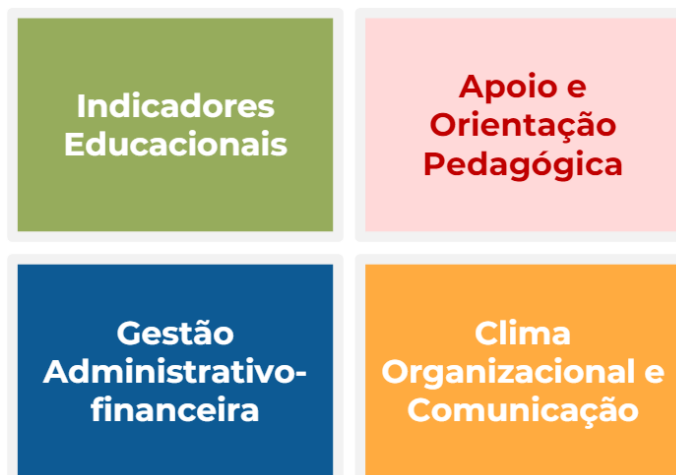 Indicadores
Educacionais
Apoio e
Orientação
Pedagógica
Gestão
Administrativo-
financeira
Clima
Organizacional e
Comunicação